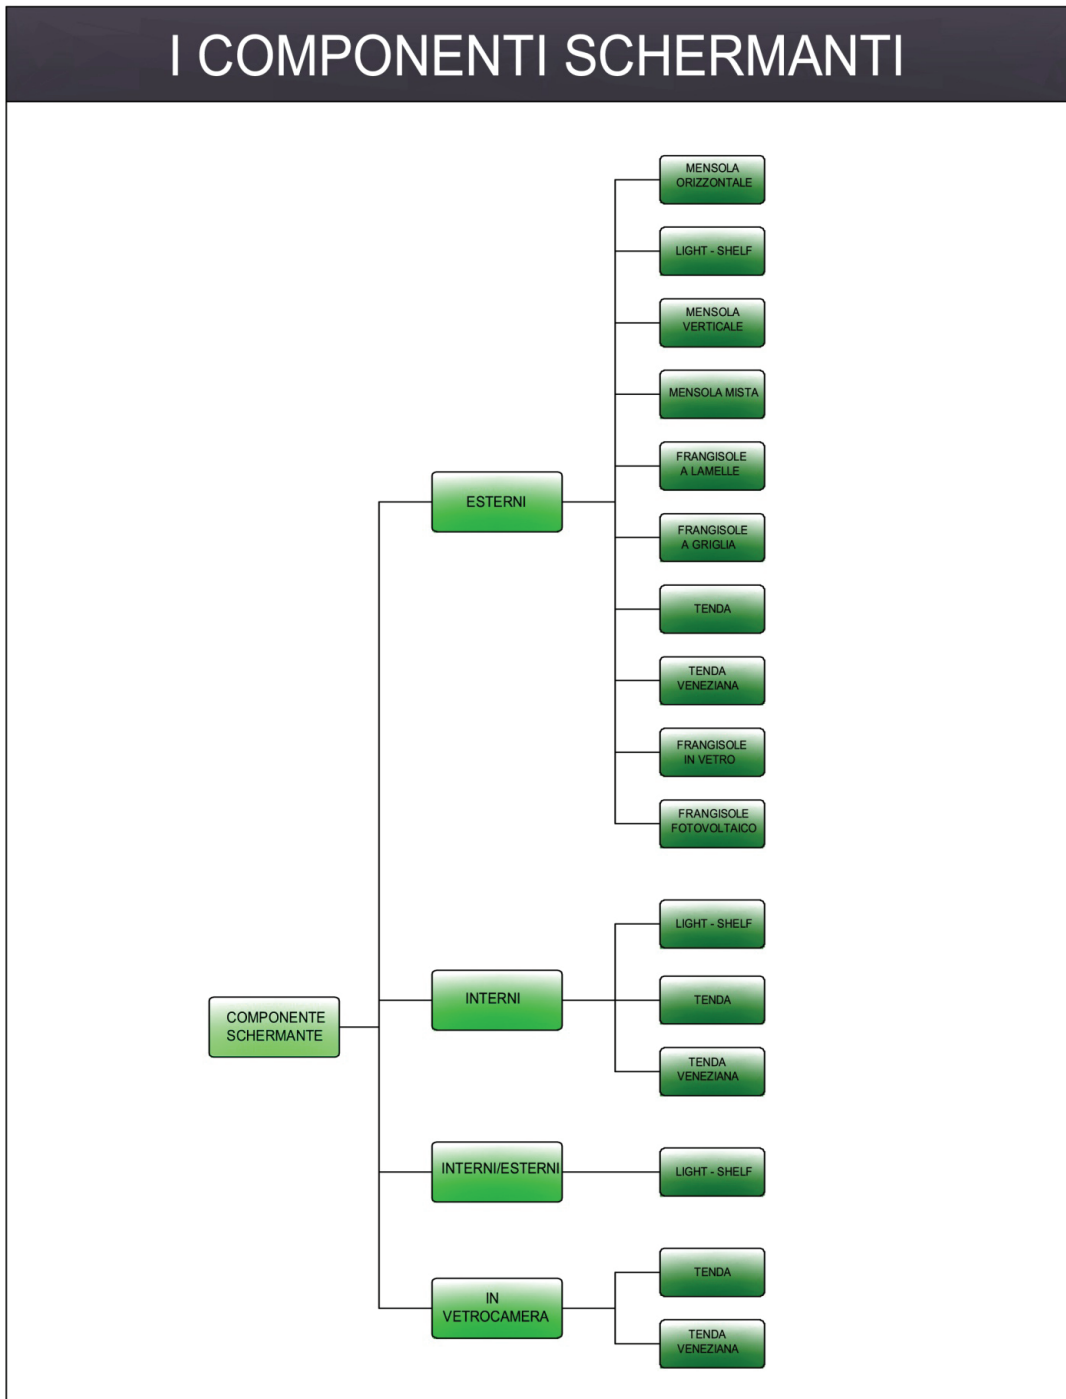 I COMPONENTI SCHERMANTI
MENSOLA
ORIZZONTALE
LIGHT - SHELF
MENSOLA
VERTICALE
MENSOLA MISTA
FRANGISOLE
A LAMELLE
ESTERNI
FRANGISOLE
A GRIGLIA
TENDA
TENDA
VENEZIANA
FRANGISOLE
IN VETRO
FRANGISOLE
FOTOVOLTAICO
LIGHT - SHELF
INTERNI
TENDA
COMPONENTE
SCHERMANTE
TENDA
VENEZIANA
INTERNI/ESTERNI
LIGHT - SHELF
TENDA
IN
VETROCAMERA
TENDA
VENEZIANA